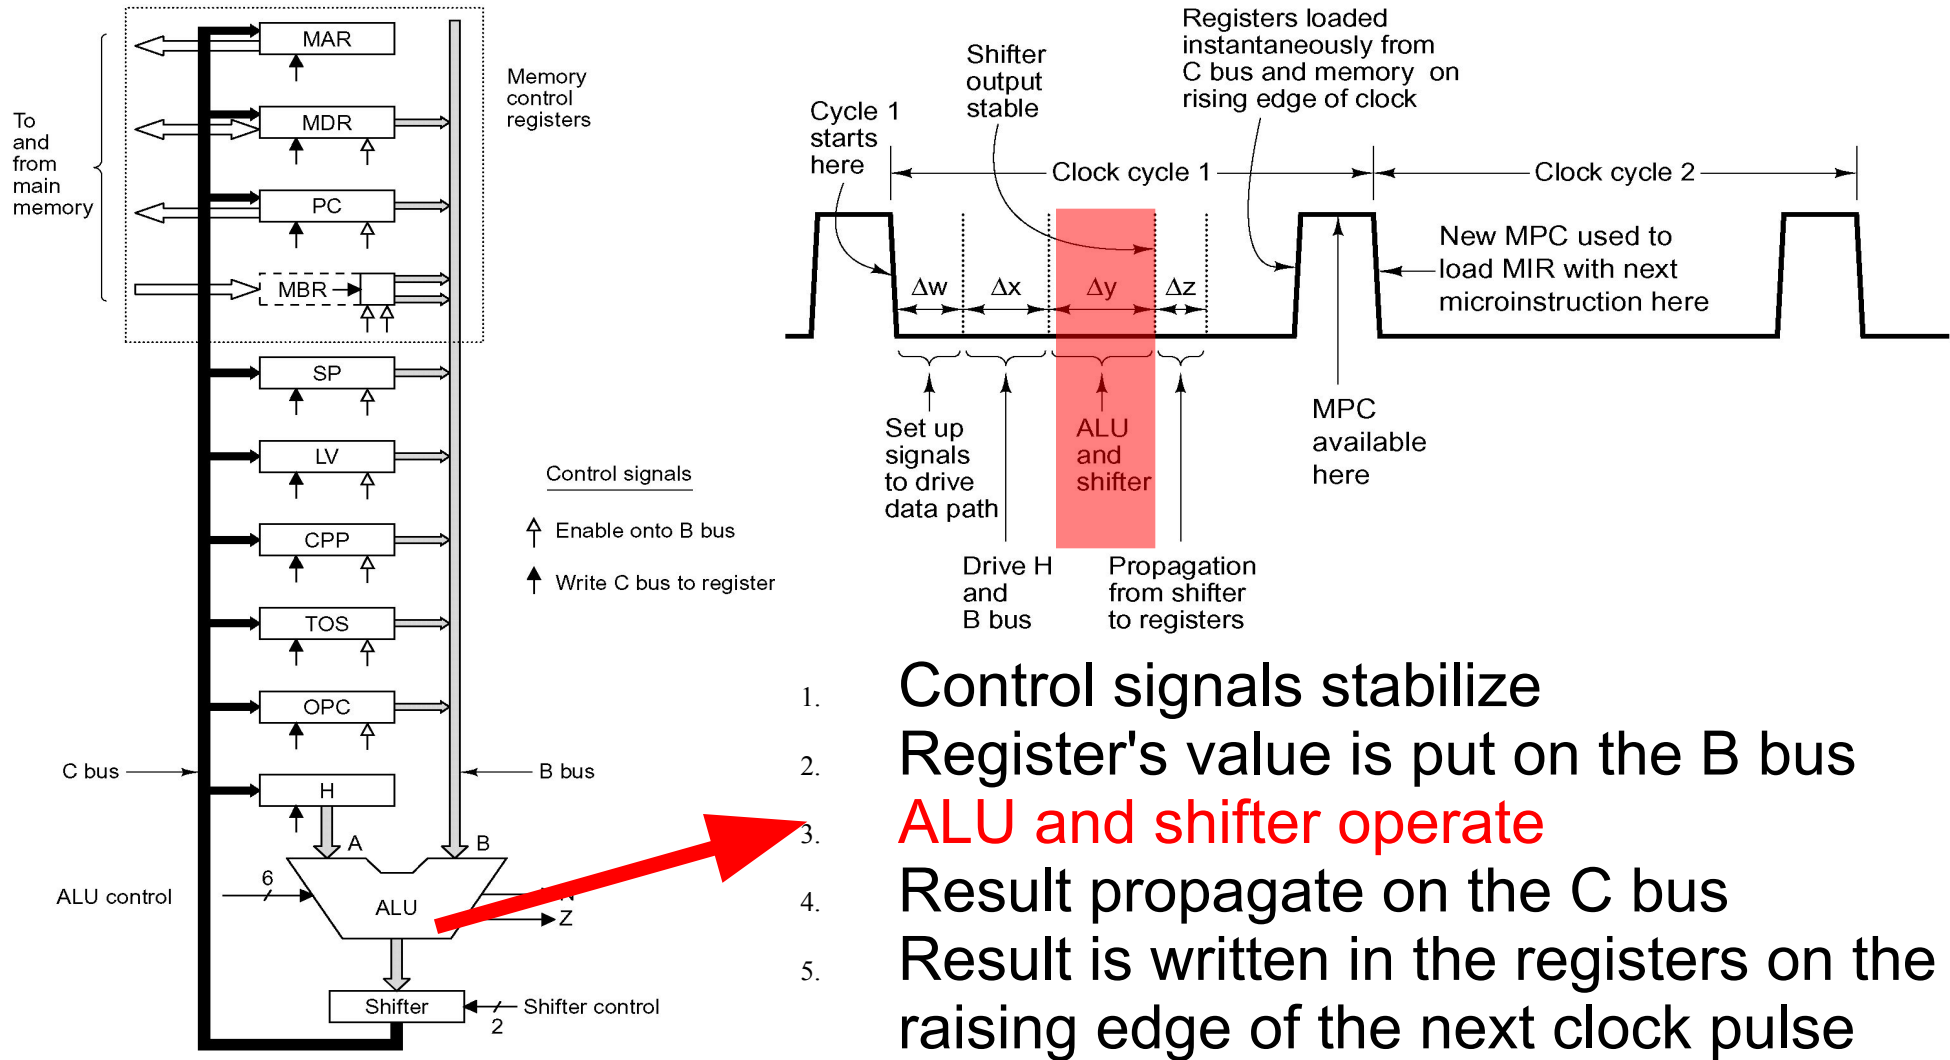 MAR
MDR
PC
MBR
SP
LV
CPP
TOS
OPC
H
To
and
from
main
memory
Memory
control
registers
Control signals
Enable onto B bus
Write C bus to register
C bus
B bus
A
B
6
ALU control
ALU
N
Z
Shifter
Shifter control
2
Cycle 1
starts
here
Shifter
output
stable
Registers loaded
instantaneously from
C bus and memory on
rising edge of clock
Clock cycle 1
Clock cycle 2
Δw
Δx
Δy
Δz
New MPC used to
load MIR with next
microinstruction here
Set up
signals
to drive
data path
ALU
and
shifter
MPC
available
here
Drive H
and
B bus
Propagation
from shifter
to registers
1. Control signals stabilize
2. Register's value is put on the B bus
3. ALU and shifter operate
4. Result propagate on the C bus
5. Result is written in the registers on the
raising edge of the next clock pulse